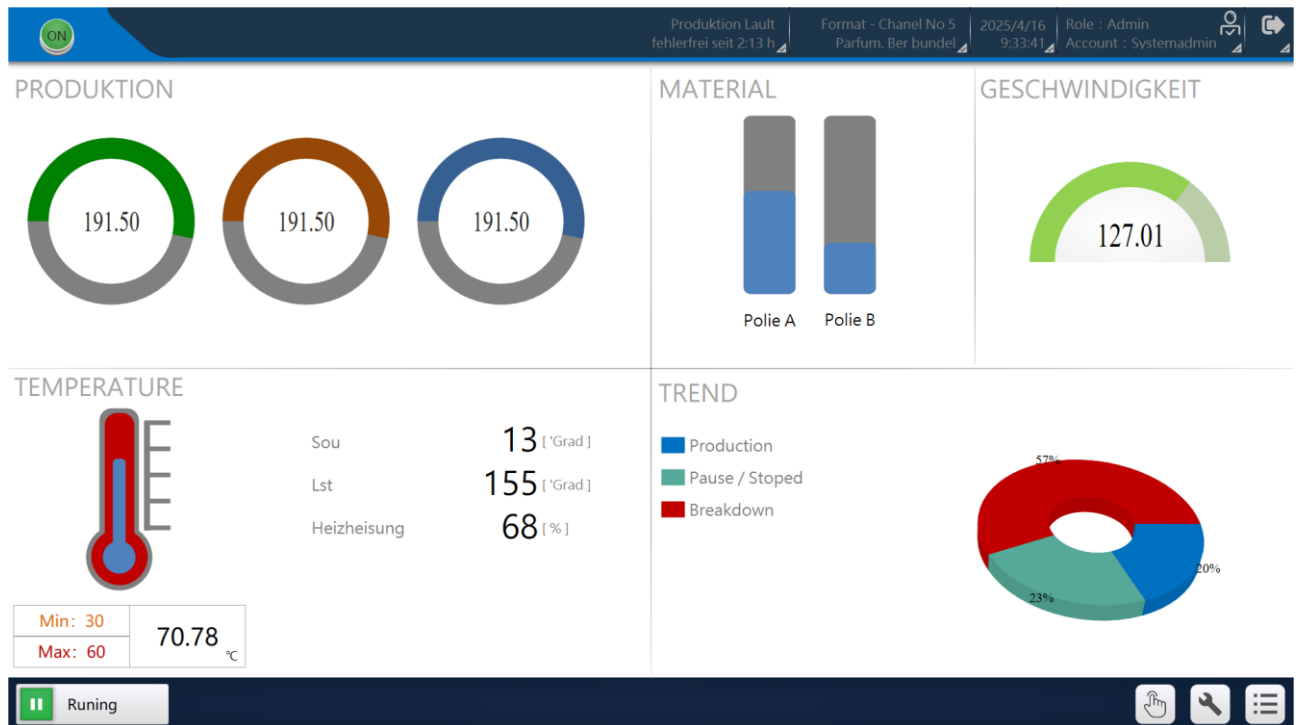 ON
Produktion Lault
fehlerfrei seit 2:13 h
Format - Chanel No 5
Parfum. Ber bundel
2025/4/16
9:33:41
Role : Admin
Account : Systemadmin
PRODUKTION
191.50
191.50
191.50
MATERIAL
Polie A
Polie B
GESCHWINDIGKEIT
127.01
TEMPERATURE
Sou 13 [ 'Grad ]
Lst 155 [ 'Grad ]
Heizheisung 68 [ % ]
Min: 30
Max: 60
70.78 ℃
TREND
Production
Pause / Stoped
Breakdown
57%
20%
23%
Runing